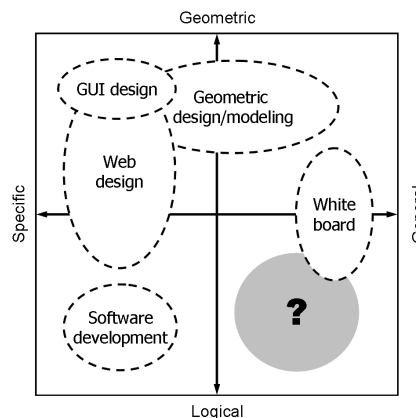 Geometric
GUI design
Geometric
design/modeling
Web
design
White
board
Specific
?
Software
development
Logical